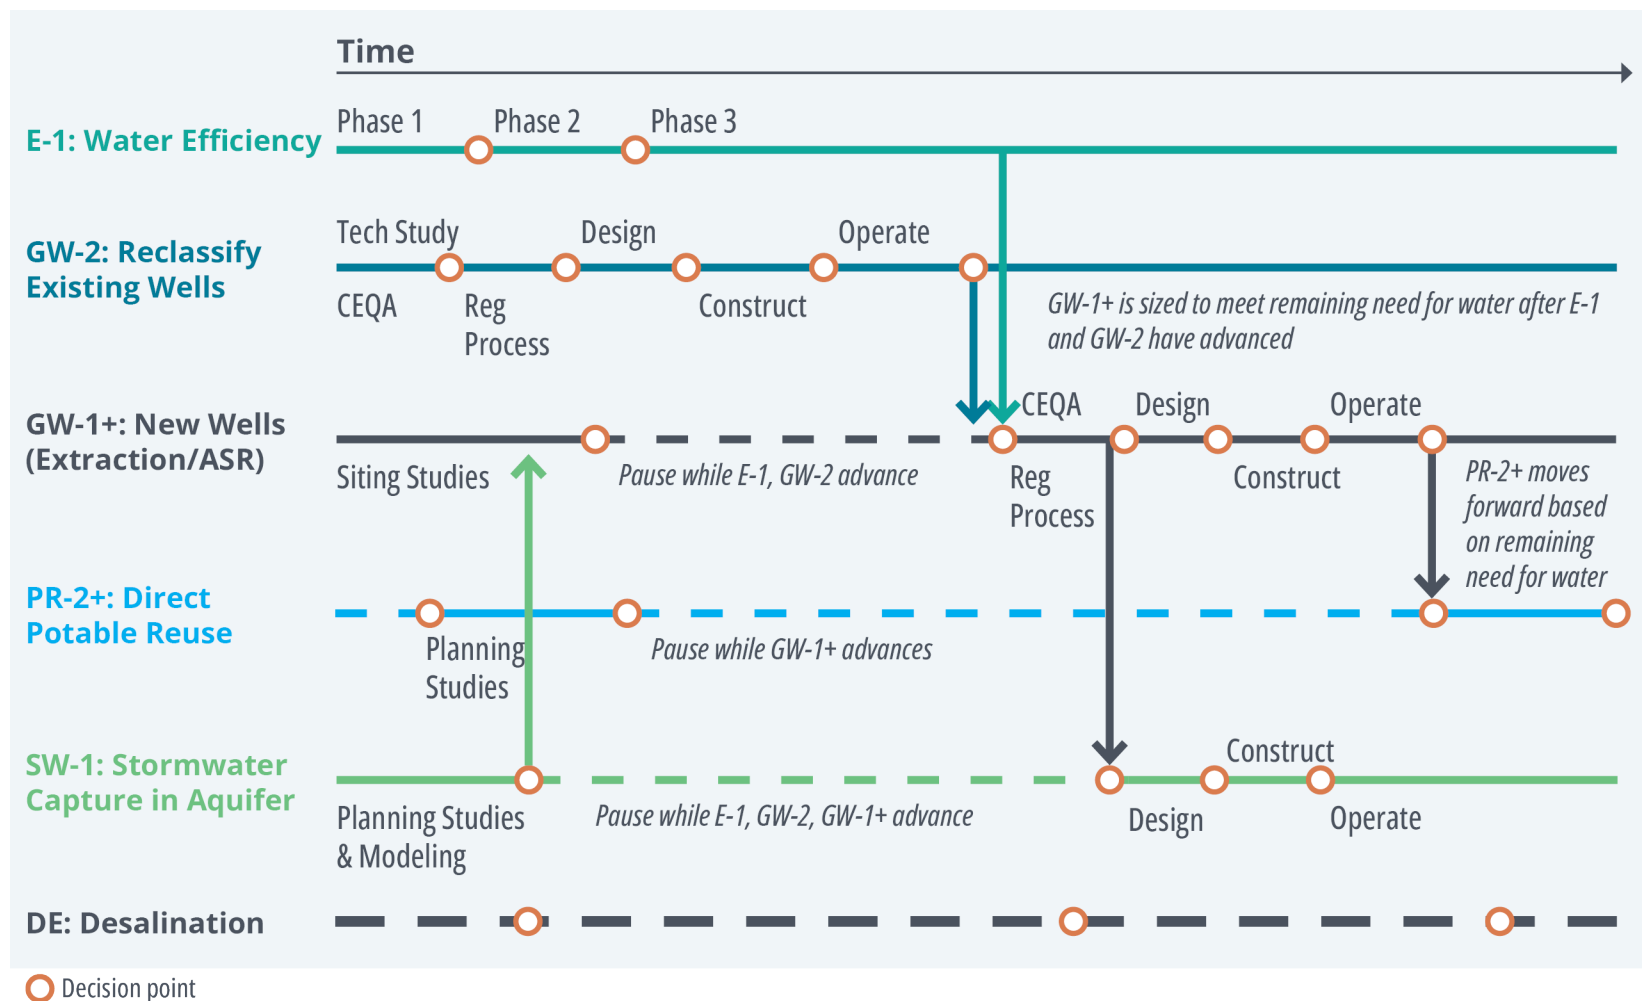 Time
E-1: Water Efficiency
Phase 1
Phase 2
Phase 3
GW-2: Reclassify
Existing Wells
Tech Study
Design
Operate
CEQA
Reg
Process
Construct
GW-1+ is sized to meet remaining need for water after E-1
and GW-2 have advanced
GW-1+: New Wells
(Extraction/ASR)
CEQA
Design
Operate
Siting Studies
Pause while E-1, GW-2 advance
Reg
Process
Construct
PR-2+ moves
forward based
on remaining
need for water
PR-2+: Direct
Potable Reuse
Planning
Studies
Pause while GW-1+ advances
SW-1: Stormwater
Capture in Aquifer
Construct
Planning Studies
& Modeling
Pause while E-1, GW-2, GW-1+ advance
Design
Operate
DE: Desalination
Decision point